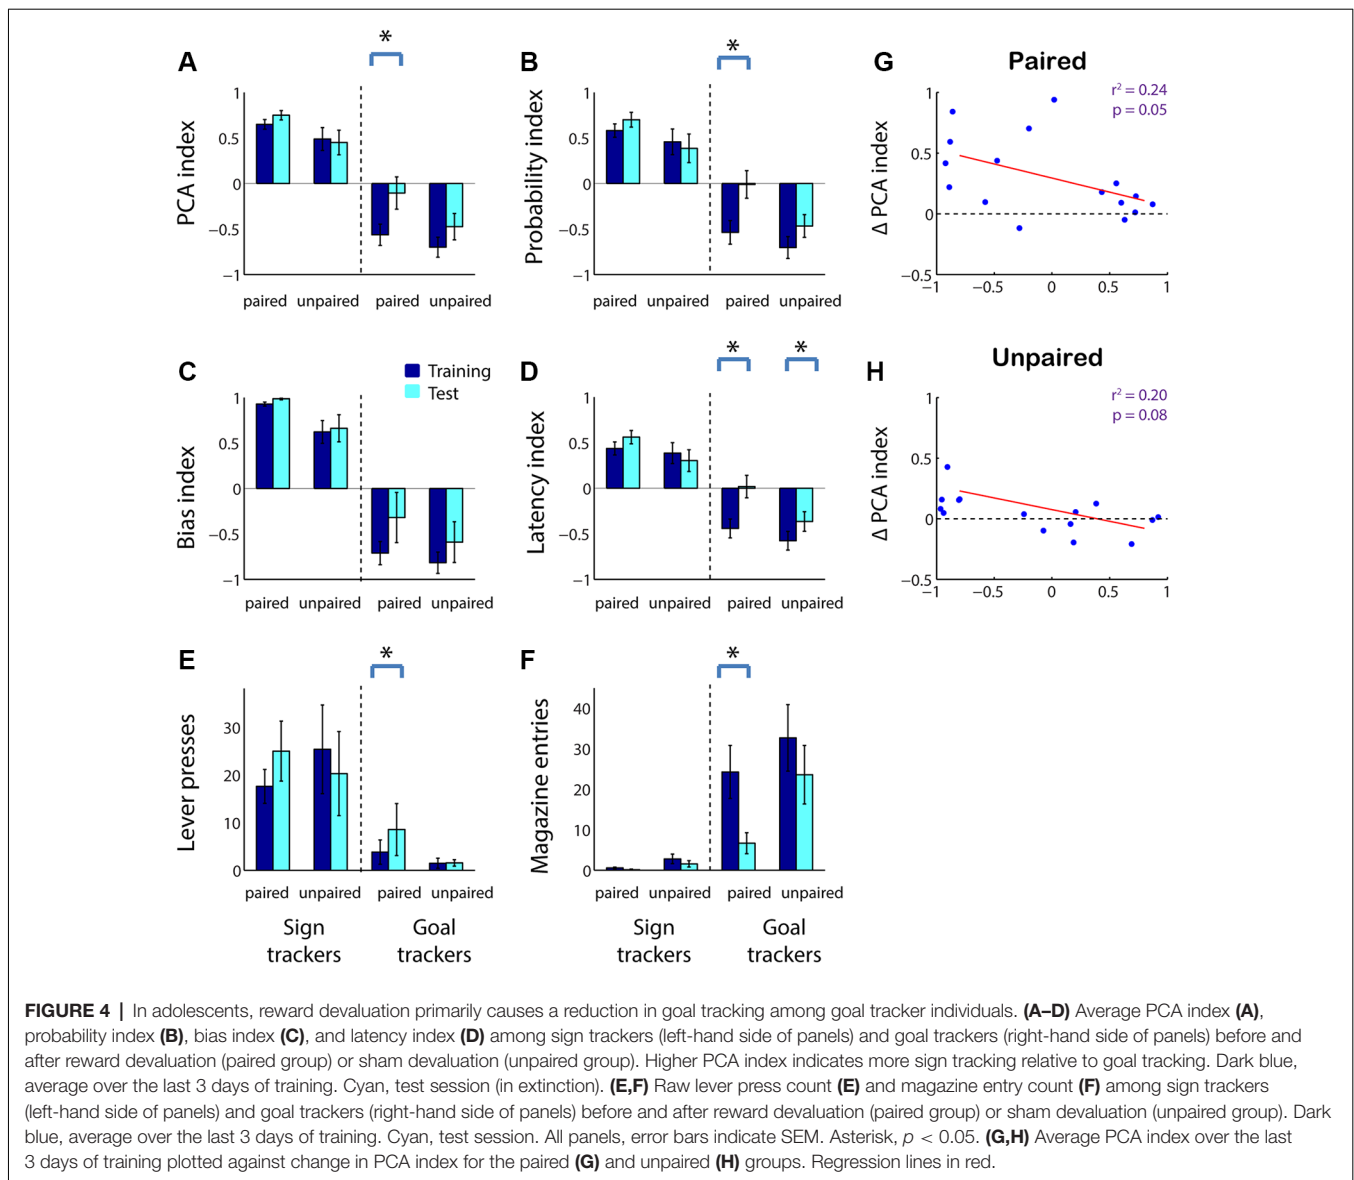 A
*
PCA index
1
0.5
0
−0.5
−1
paired
unpaired
paired
unpaired
B
*
Probability index
1
0.5
0
−0.5
−1
paired
unpaired
paired
unpaired
G
Paired
r² = 0.24
p = 0.05
Δ PCA index
1
0.5
0
−0.5
−1
−0.5
0
0.5
1
C
Training
Test
Bias index
1
0.5
0
−0.5
−1
paired
unpaired
paired
unpaired
D
*
*
Latency index
1
0.5
0
−0.5
−1
paired
unpaired
paired
unpaired
H
Unpaired
r² = 0.20
p = 0.08
Δ PCA index
1
0.5
0
−0.5
−1
−0.5
0
0.5
1
E
*
Lever presses
30
20
10
0
paired
unpaired
paired
unpaired
Sign
trackers
Goal
trackers
F
*
Magazine entries
40
30
20
10
0
paired
unpaired
paired
unpaired
Sign
trackers
Goal
trackers
FIGURE 4 | In adolescents, reward devaluation primarily causes a reduction in goal tracking among goal tracker individuals. (A–D) Average PCA index (A),
probability index (B), bias index (C), and latency index (D) among sign trackers (left-hand side of panels) and goal trackers (right-hand side of panels) before and
after reward devaluation (paired group) or sham devaluation (unpaired group). Higher PCA index indicates more sign tracking relative to goal tracking. Dark blue,
average over the last 3 days of training. Cyan, test session (in extinction). (E,F) Raw lever press count (E) and magazine entry count (F) among sign trackers
(left-hand side of panels) and goal trackers (right-hand side of panels) before and after reward devaluation (paired group) or sham devaluation (unpaired group). Dark
blue, average over the last 3 days of training. Cyan, test session. All panels, error bars indicate SEM. Asterisk, p < 0.05. (G,H) Average PCA index over the last
3 days of training plotted against change in PCA index for the paired (G) and unpaired (H) groups. Regression lines in red.